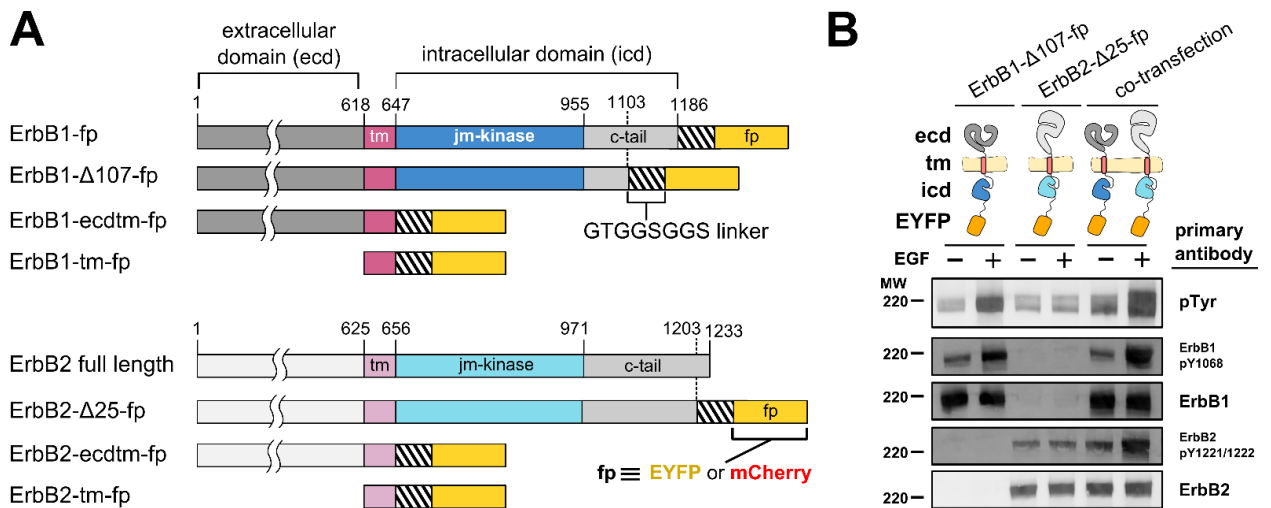 A
extracellular
domain (ecd)
intracellular domain (icd)
1
618
647
955
1103
1186
ErbB1-fp
tm
jm-kinase
c-tail
fp
ErbB1-Δ107-fp
ErbB1-ecdtm-fp
GTGGSGGS linker
ErbB1-tm-fp
1
625
656
971
1203
1233
ErbB2 full length
tm
jm-kinase
c-tail
ErbB2-Δ25-fp
fp
ErbB2-ecdtm-fp
fp ≡ EYFP or mCherry
ErbB2-tm-fp
B
ErbB1-Δ107-fp
ErbB2-Δ25-fp
co-transfection
ecd
tm
icd
EYFP
primary
antibody
EGF − + − + − +
MW
220
pTyr
220
ErbB1
pY1068
220
ErbB1
220
ErbB2
pY1221/1222
220
ErbB2